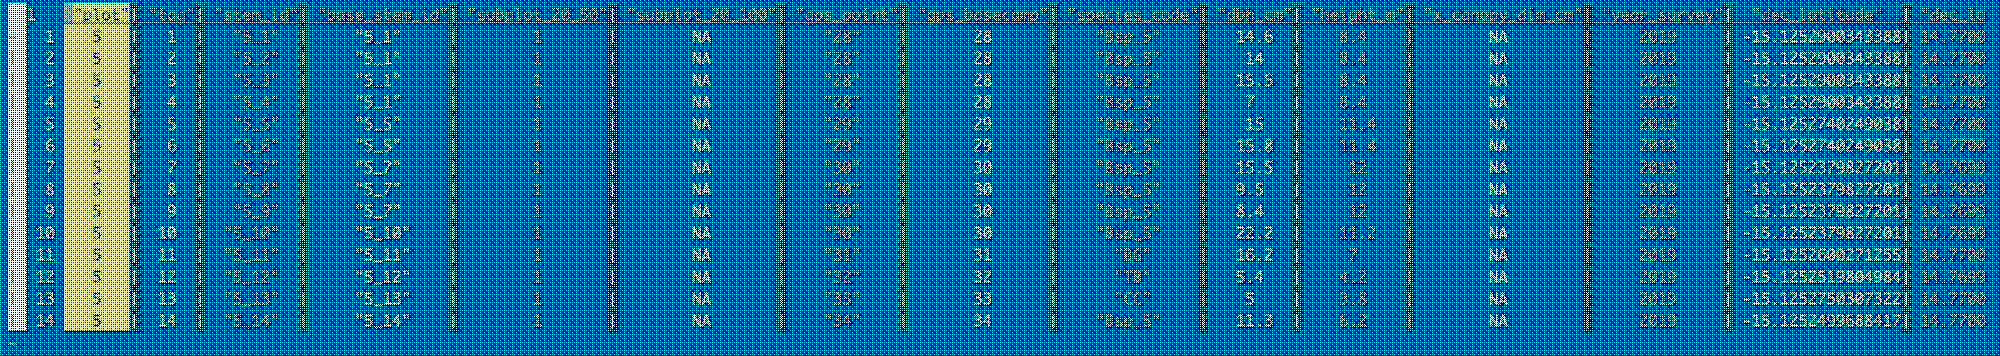 1 "plot" | "tag" | "stem_id" | "base_stem_id" | "subplot_20_50" | "subplot_20_100" | "gps_point" | "gps_basecamp" | "species_code" | "dbh_cm" | "height_m" | "x_canopy_dim_cm" | "year_survey" | "dec_latitude" | "dec_lo
1 5 | 1 | "5_1" | "5_1" | 1 | NA | "28" | 28 | "Bsp_5" | 14.6 | 8.4 | NA | 2019 | -15.1252900343388 | 14.7700
2 5 | 2 | "5_2" | "5_1" | 1 | NA | "28" | 28 | "Bsp_5" | 14 | 8.4 | NA | 2019 | -15.1252900343388 | 14.7700
3 5 | 3 | "5_3" | "5_1" | 1 | NA | "28" | 28 | "Bsp_5" | 15.5 | 8.4 | NA | 2019 | -15.1252900343388 | 14.7700
4 5 | 4 | "5_4" | "5_1" | 1 | NA | "28" | 28 | "Bsp_5" | 7 | 8.4 | NA | 2019 | -15.1252900343388 | 14.7700
5 5 | 5 | "5_5" | "5_5" | 1 | NA | "29" | 29 | "Bsp_5" | 15 | 11.4 | NA | 2019 | -15.1252740249038 | 14.7700
6 5 | 6 | "5_6" | "5_5" | 1 | NA | "29" | 29 | "Bsp_5" | 15.8 | 11.4 | NA | 2019 | -15.1252740249038 | 14.7700
7 5 | 7 | "5_7" | "5_7" | 1 | NA | "30" | 30 | "Bsp_5" | 15.5 | 12 | NA | 2019 | -15.1252379827201 | 14.7699
8 5 | 8 | "5_8" | "5_7" | 1 | NA | "30" | 30 | "Bsp_5" | 9.5 | 12 | NA | 2019 | -15.1252379827201 | 14.7699
9 5 | 9 | "5_9" | "5_7" | 1 | NA | "30" | 30 | "Bsp_5" | 8.4 | 12 | NA | 2019 | -15.1252379827201 | 14.7699
10 5 | 10 | "5_10" | "5_10" | 1 | NA | "30" | 30 | "Bsp_5" | 22.2 | 11.2 | NA | 2019 | -15.1252379827201 | 14.7699
11 5 | 11 | "5_11" | "5_11" | 1 | NA | "31" | 31 | "BG" | 16.2 | 7 | NA | 2019 | -15.1252600271255 | 14.7700
12 5 | 12 | "5_12" | "5_12" | 1 | NA | "32" | 32 | "TB" | 5.4 | 4.2 | NA | 2019 | -15.1252519804984 | 14.7699
13 5 | 13 | "5_13" | "5_13" | 1 | NA | "33" | 33 | "CC" | 5 | 3.8 | NA | 2019 | -15.1252750307322 | 14.7700
14 5 | 14 | "5_14" | "5_14" | 1 | NA | "34" | 34 | "Bsp_5" | 11.3 | 6.2 | NA | 2019 | -15.1252499688417 | 14.7700